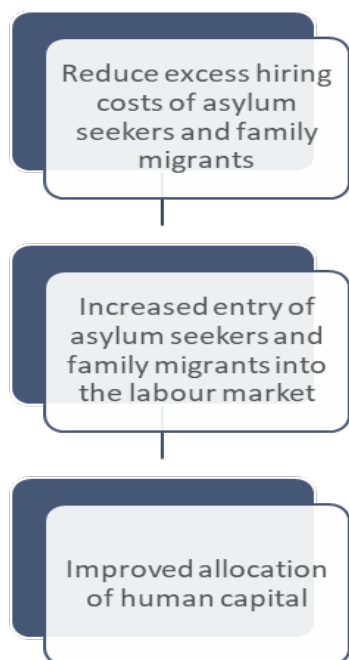 Reduce excess hiring
costs of asylum
seekers and family
migrants
Increased entry of
asylum seekers and
family migrants into
the labour market
Improved allocation
of human capital